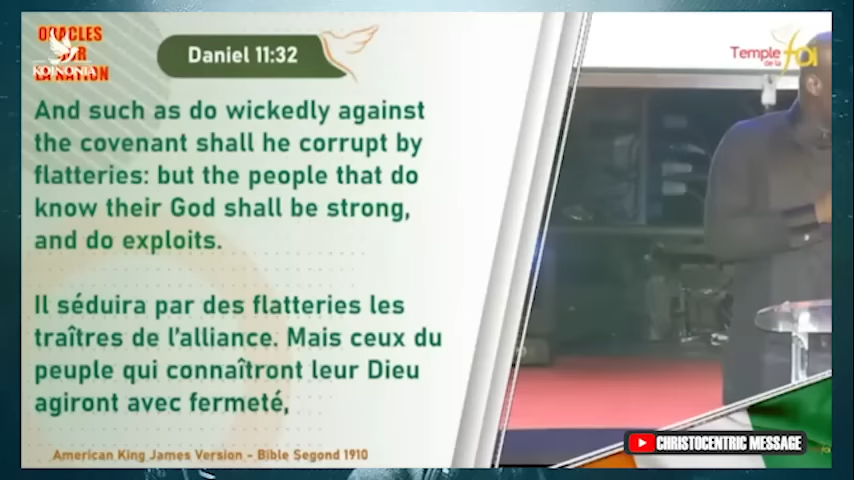 ORACLES
SUR
LA NATION
KOINONIA
Daniel 11:32
Temple
de la
foi
And such as do wickedly against
the covenant shall he corrupt by
flatteries: but the people that do
know their God shall be strong,
and do exploits.
Il séduira par des flatteries les
traîtres de l'alliance. Mais ceux du
peuple qui connaîtront leur Dieu
agiront avec fermeté,
American King James Version - Bible Segond 1910
CHRISTOCENTRIC MESSAGE